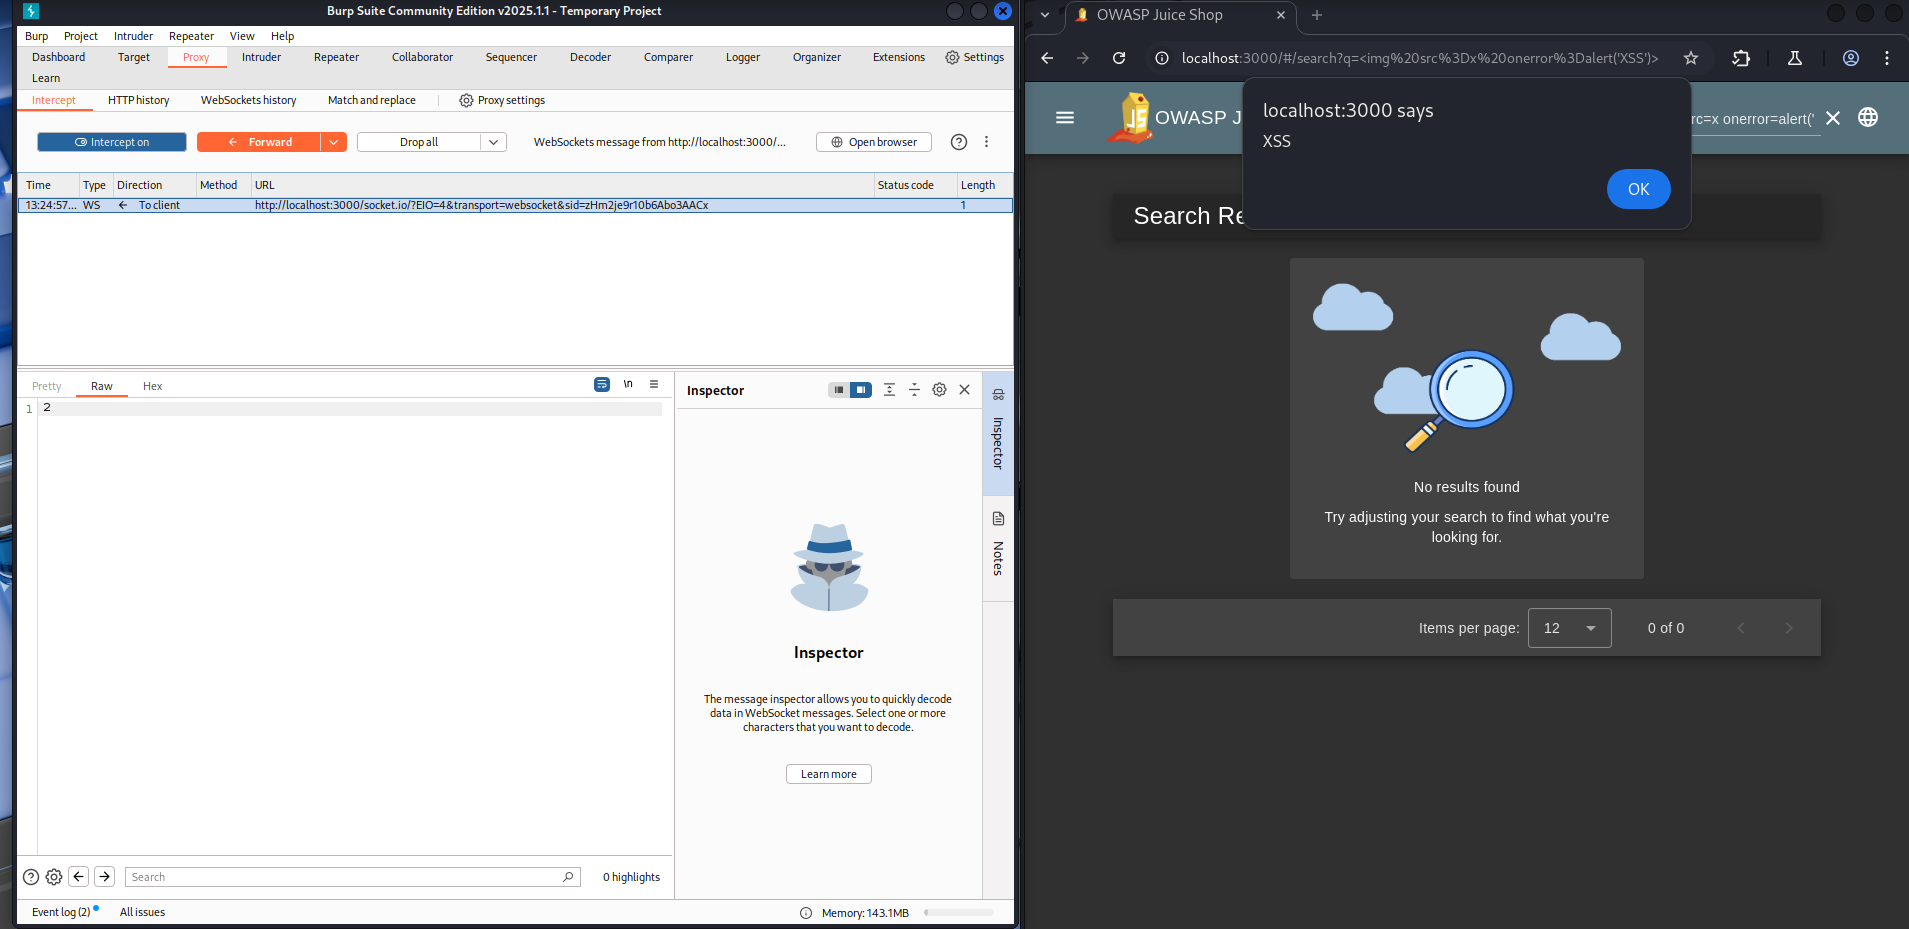 Burp Suite Community Edition v2025.1.1 - Temporary Project
Burp Project Intruder Repeater View Help
Dashboard Target Proxy Intruder Repeater Collaborator Sequencer Decoder Comparer Logger Organizer Extensions Settings
Learn
Intercept HTTP history WebSockets history Match and replace Proxy settings
Intercept on Forward Drop all WebSockets message from http://localhost:3000/... Open browser
Time Type Direction Method URL Status code Length
13:24:57... WS To client http://localhost:3000/socket.io/?EIO=4&transport=websocket&sid=zHm2je9r10b6Abo3AACx 1
Pretty Raw Hex \n
1 2
Inspector
Inspector
Notes
Inspector
The message inspector allows you to quickly decode
data in WebSocket messages. Select one or more
characters that you want to decode.
Learn more
Search 0 highlights
Event log (2) All issues Memory: 143.1MB
OWASP Juice Shop
localhost:3000/#/search?q=<img%20src%3Dx%20onerror%3Dalert('XSS')>
JS OWASP J rc=x onerror=alert('
localhost:3000 says
XSS
OK
Search Re
No results found
Try adjusting your search to find what you're
looking for.
Items per page: 12 0 of 0